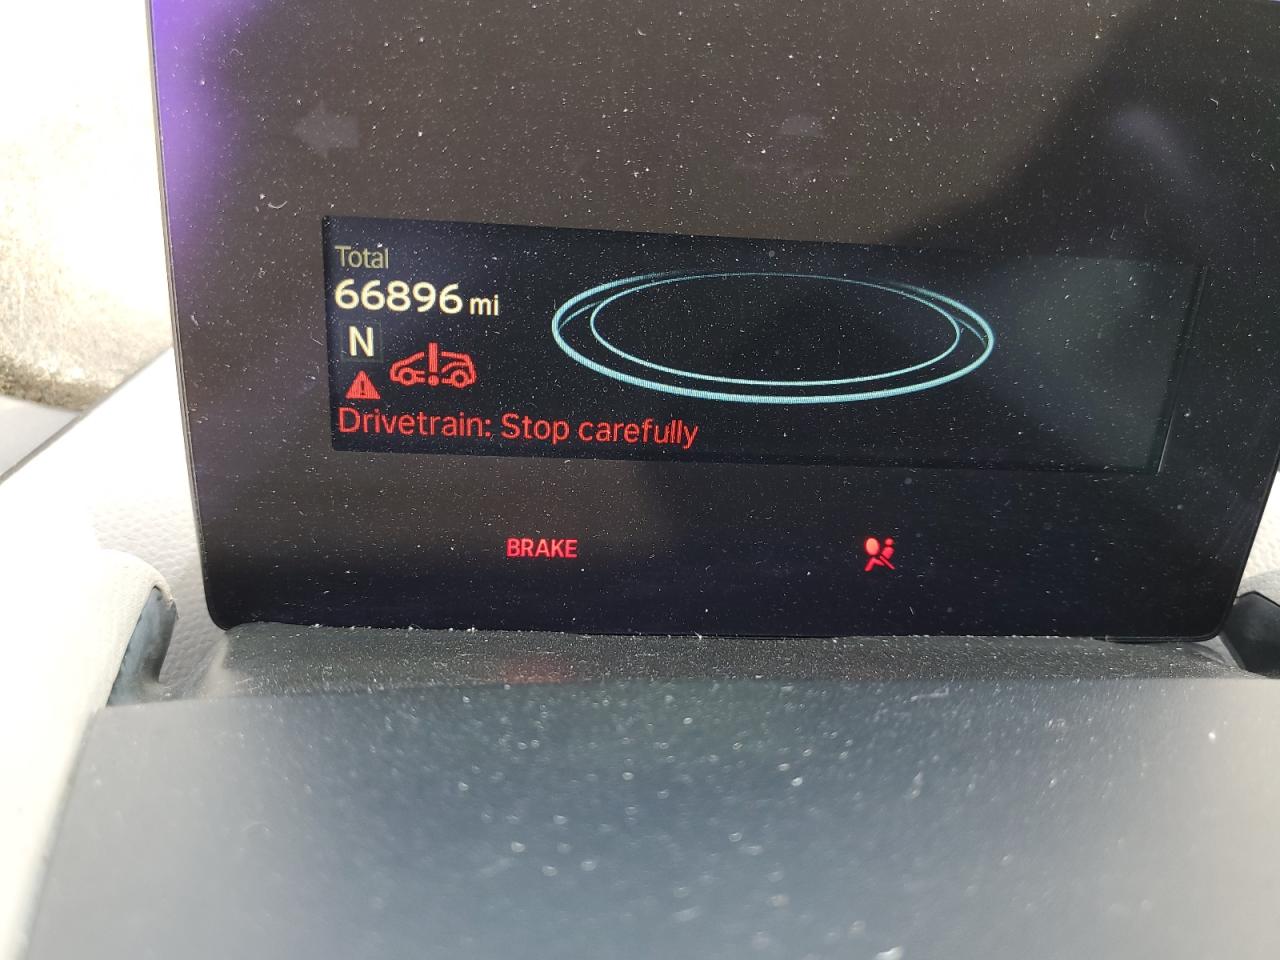 Total
66896 mi
N
Drivetrain: Stop carefully
BRAKE